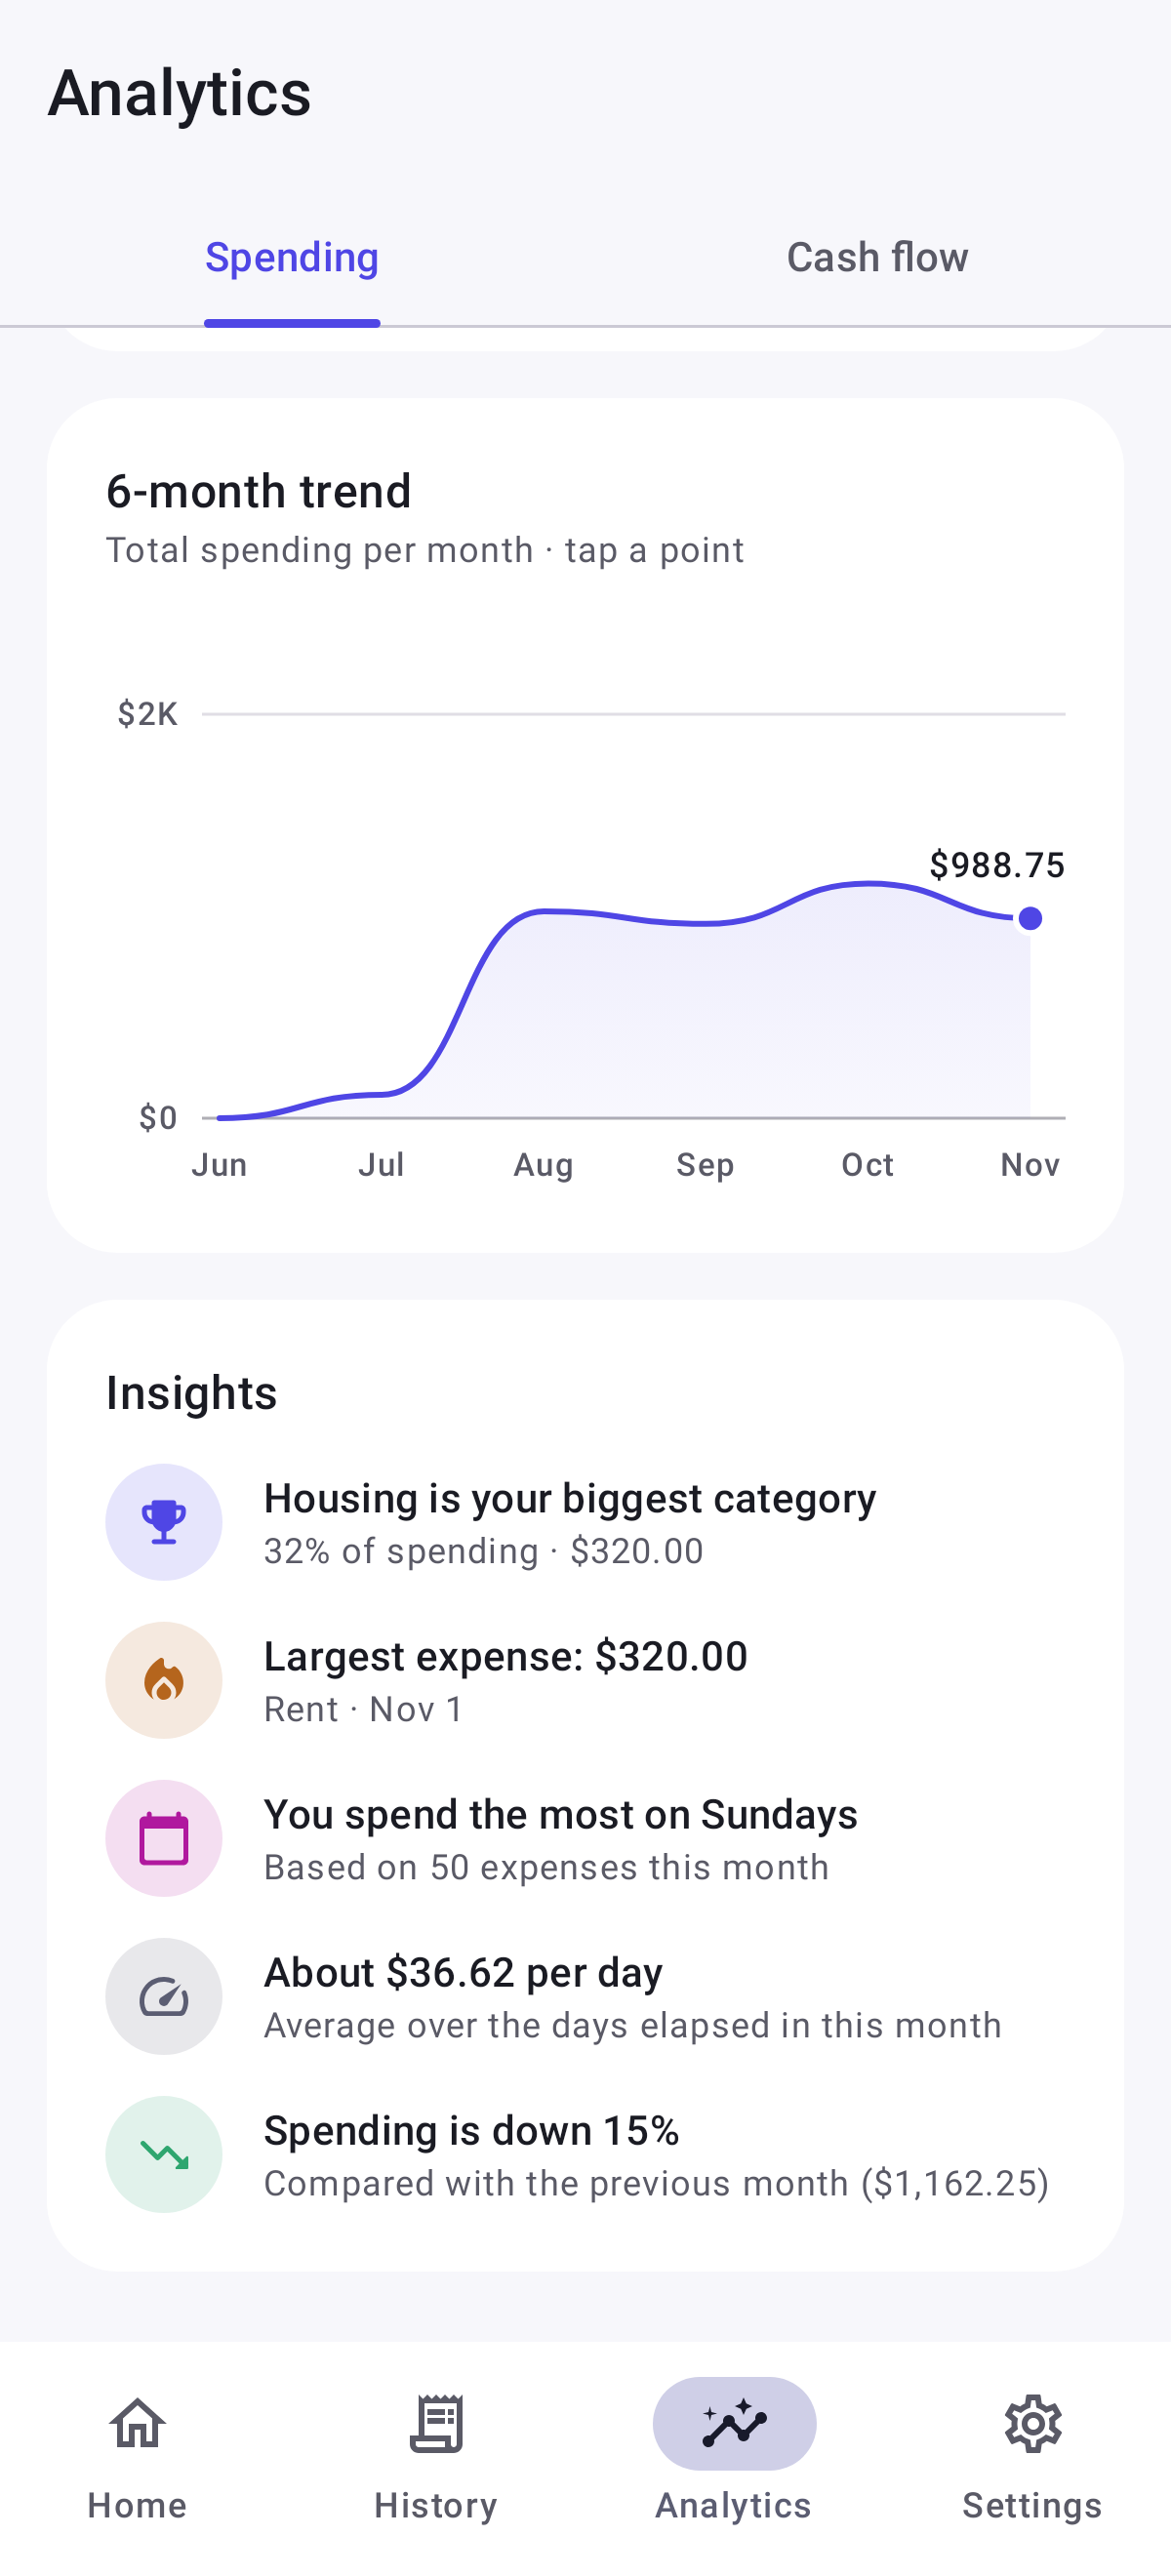 Analytics
Spending
Cash flow
6-month trend
Total spending per month · tap a point
$2K
$988.75
$0
Jun Jul Aug Sep Oct Nov
Insights
Housing is your biggest category
32% of spending · $320.00
Largest expense: $320.00
Rent · Nov 1
You spend the most on Sundays
Based on 50 expenses this month
About $36.62 per day
Average over the days elapsed in this month
Spending is down 15%
Compared with the previous month ($1,162.25)
Home History Analytics Settings